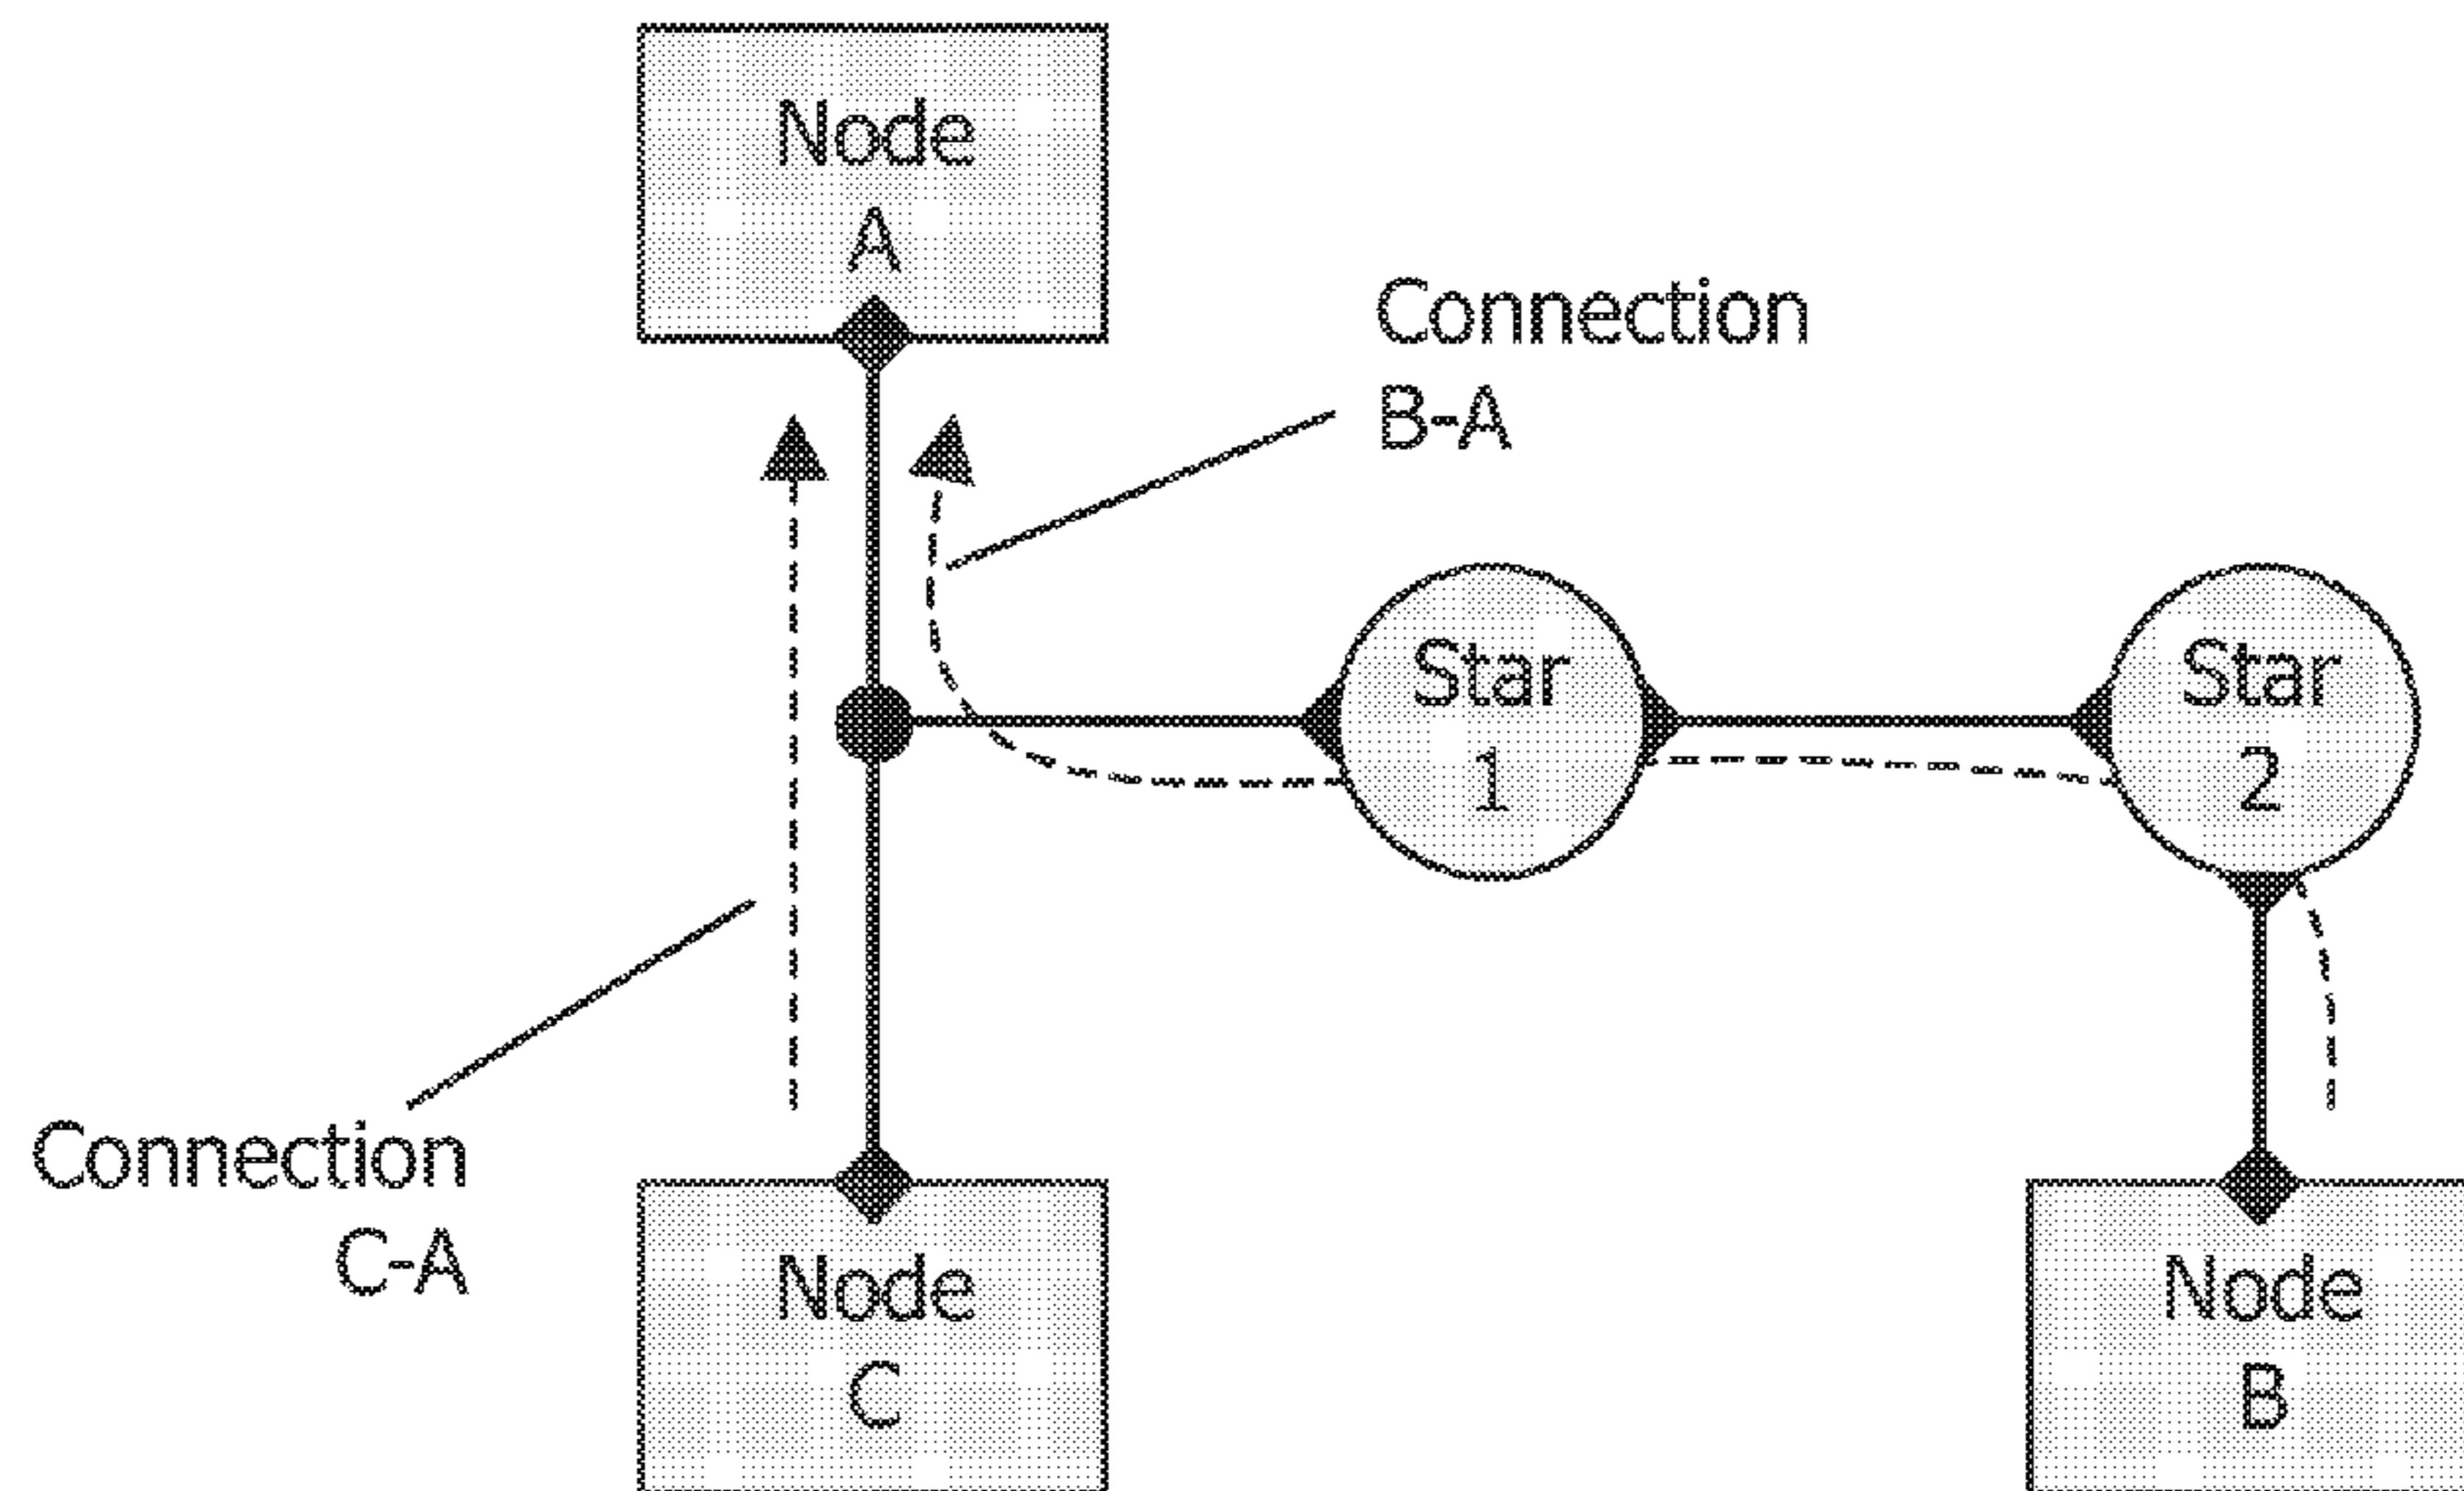 Node
A
Connection
B-A
Star
1
Star
2
Connection
C-A
Node
C
Node
B